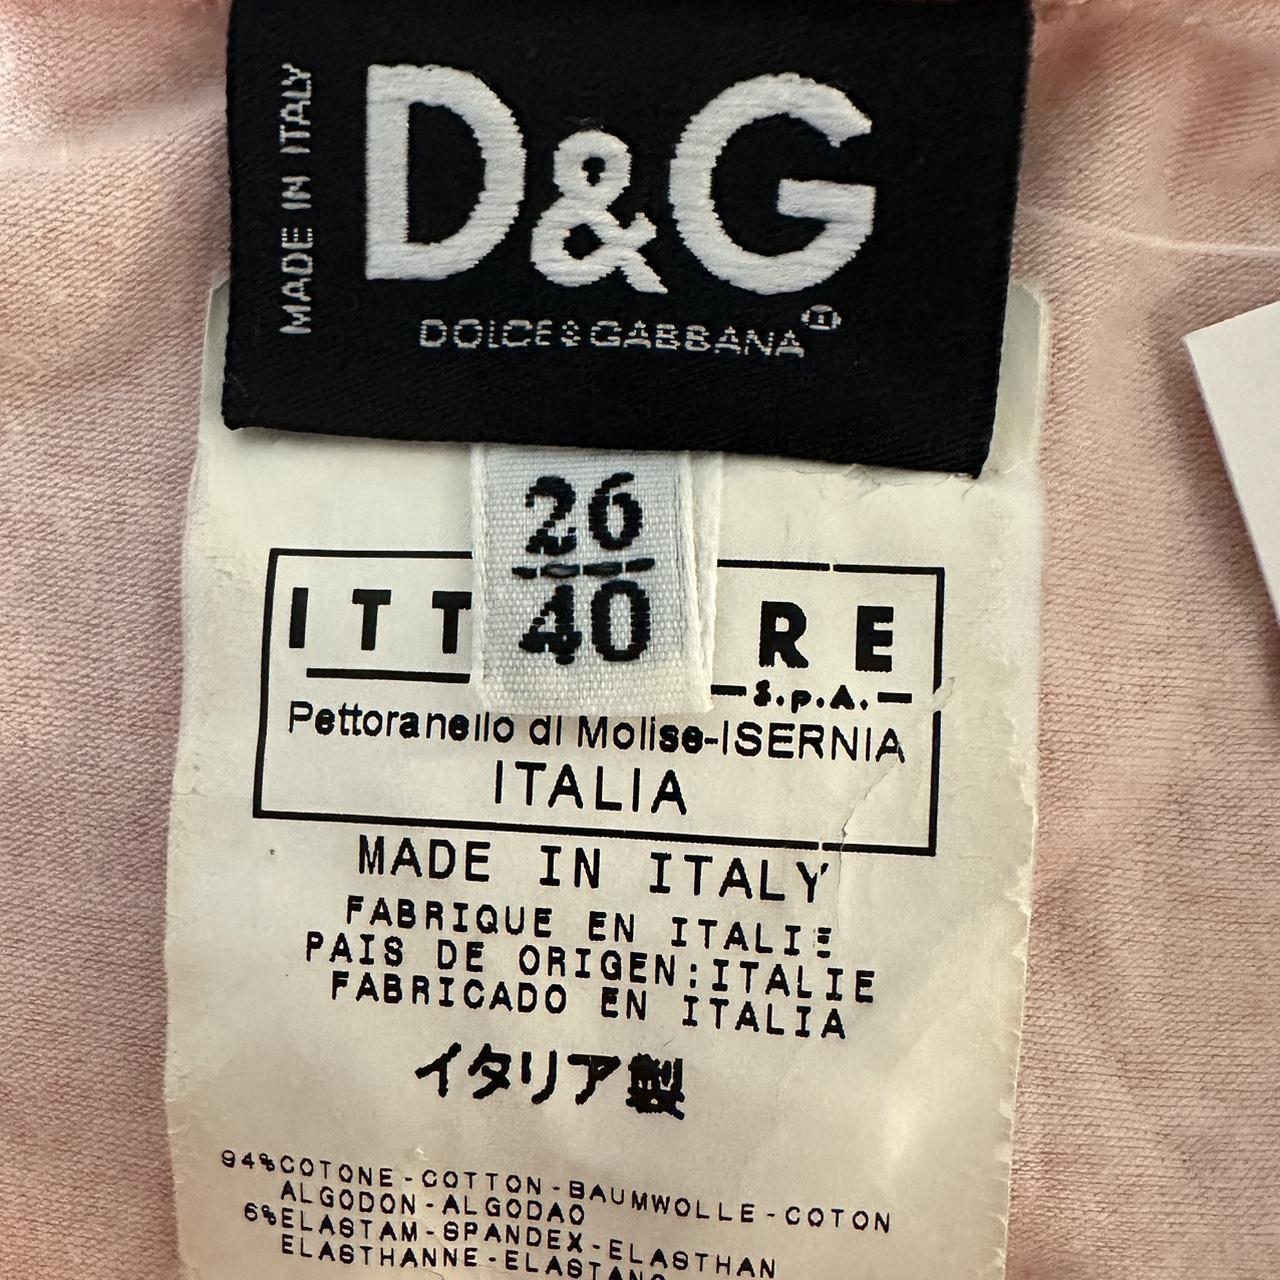 MADE IN ITALY
D&G
DOLCE&GABBANA
26
40
ITT RE
S.p.A.
Pettoranello di Molise-ISERNIA
ITALIA
MADE IN ITALY
FABRIQUE EN ITALIE
PAIS DE ORIGEN:ITALIE
FABRICADO EN ITALIA
イタリア製
94%COTONE-COTTON-BAUMWOLLE-COTON
ALGODON-ALGODAO
6%ELASTAM-SPANDEX-ELASTHAN
ELASTHANNE-ELASTANO